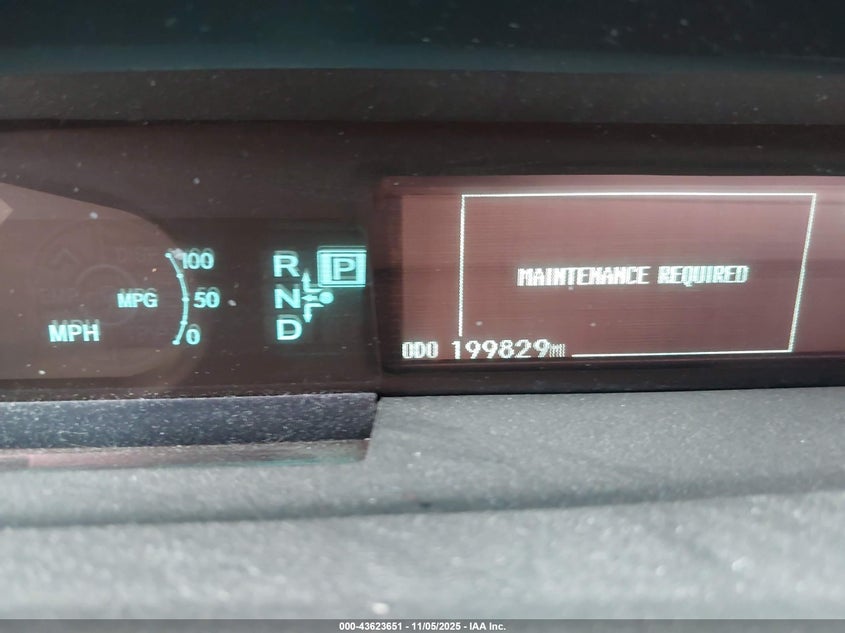 100
R P
MPG 50
N
MPH 0
D
MAINTENANCE REQUIRED
ODO 199829MI
000-43623651 - 11/05/2025 - IAA Inc.